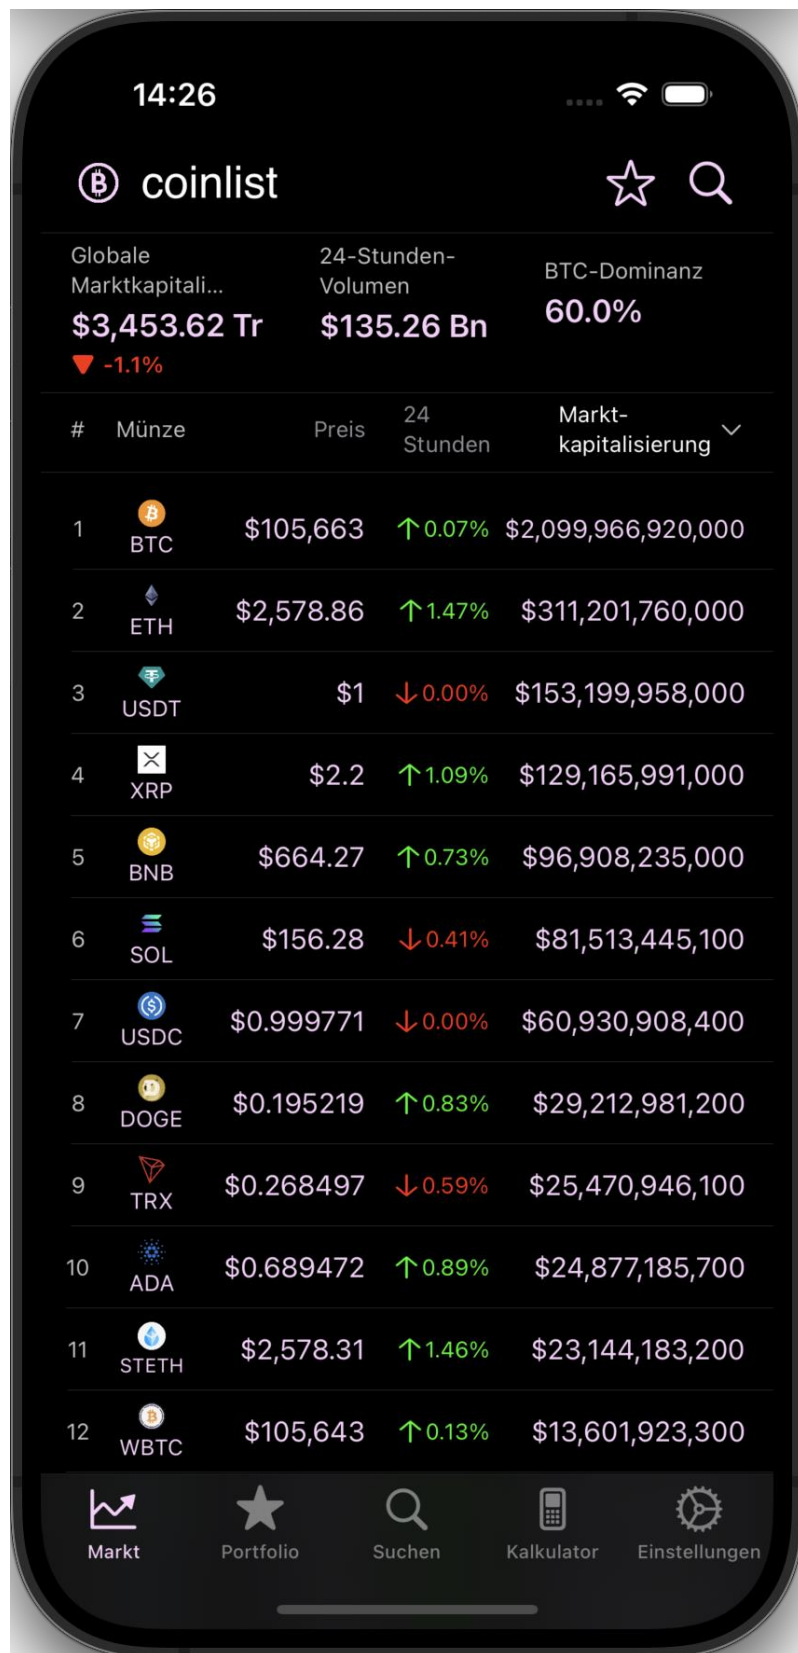 14:26
coinlist
Globale
Marktkapitali...
$3,453.62 Tr
-1.1%
24-Stunden-
Volumen
$135.26 Bn
BTC-Dominanz
60.0%
# Münze Preis 24 Stunden Markt-
kapitalisierung
1 BTC $105,663 0.07% $2,099,966,920,000
2 ETH $2,578.86 1.47% $311,201,760,000
3 USDT $1 0.00% $153,199,958,000
4 XRP $2.2 1.09% $129,165,991,000
5 BNB $664.27 0.73% $96,908,235,000
6 SOL $156.28 0.41% $81,513,445,100
7 USDC $0.999771 0.00% $60,930,908,400
8 DOGE $0.195219 0.83% $29,212,981,200
9 TRX $0.268497 0.59% $25,470,946,100
10 ADA $0.689472 0.89% $24,877,185,700
11 STETH $2,578.31 1.46% $23,144,183,200
12 WBTC $105,643 0.13% $13,601,923,300
Markt Portfolio Suchen Kalkulator Einstellungen